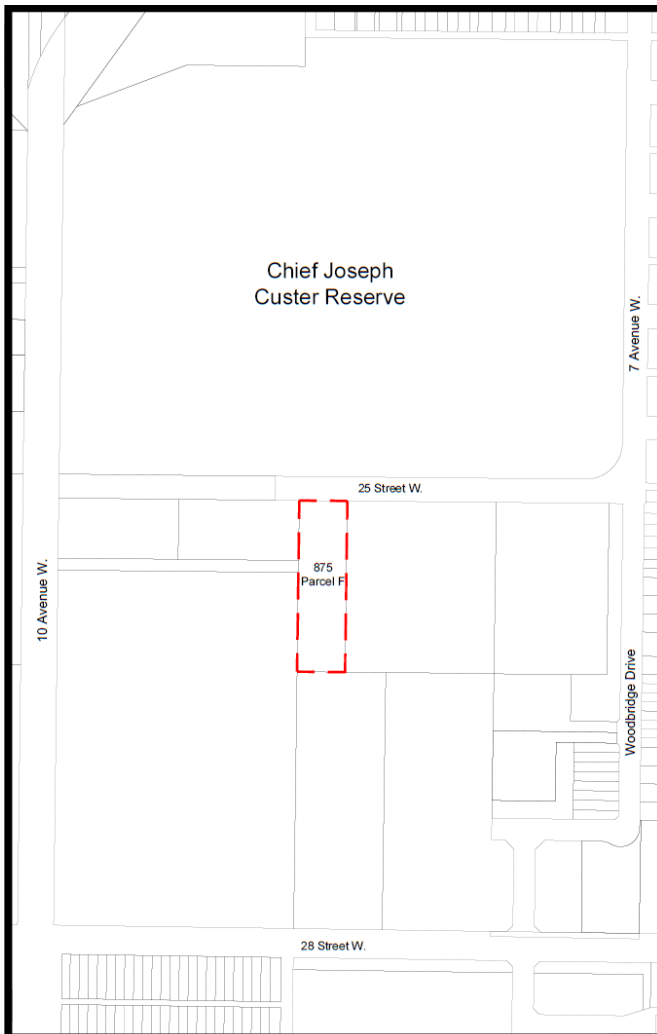 Chief Joseph
Custer Reserve
7 Avenue W.
25 Street W.
875
Parcel F
10 Avenue W.
Woodbridge Drive
28 Street W.